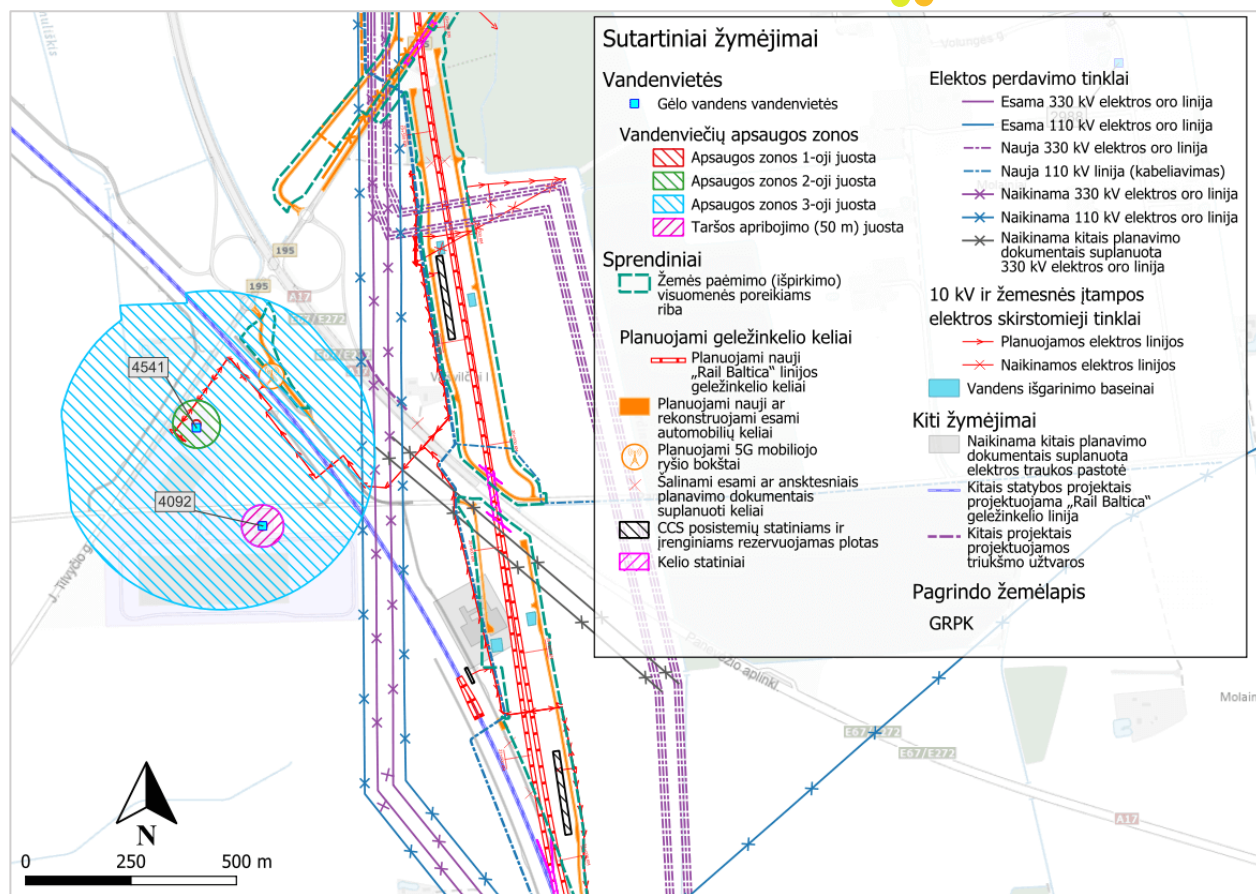 Sutartiniai žymėjimai
Vandenvietės
Gėlo vandens vandenvietės
Vandenviečių apsaugos zonos
Apsaugos zonos 1-oji juosta
Apsaugos zonos 2-oji juosta
Apsaugos zonos 3-oji juosta
Taršos apribojimo (50 m) juosta
Sprendiniai
Žemės paėmimo (išpirkimo)
visuomenės poreikiams
riba
Planuojami geležinkelio keliai
Planuojami nauji
„Rail Baltica“ linijos
geležinkelio keliai
Planuojami nauji ar
rekonstruojami esami
automobilių keliai
Planuojami 5G mobiliojo
ryšio bokštai
Šalinami esami ar ansktesniais
planavimo dokumentais
suplanuoti keliai
CCS posistemių statiniams ir
įrenginiams rezervuojamas plotas
Kelio statiniai
Elektos perdavimo tinklai
Esama 330 kV elektros oro linija
Esama 110 kV elektros oro linija
Nauja 330 kV elektros oro linija
Nauja 110 kV linija (kabeliavimas)
Naikinama 330 kV elektros oro linija
Naikinama 110 kV elektros oro linija
Naikinama kitais planavimo
dokumentais suplanuota
330 kV elektros oro linija
10 kV ir žemesnės įtampos
elektros skirstomieji tinklai
Planuojamos elektros linijos
Naikinamos elektros linijos
Vandens išgarinimo baseinai
Kiti žymėjimai
Naikinama kitais planavimo
dokumentais suplanuota
elektros traukos pastotė
Kitais statybos projektais
projektuojama „Rail Baltica“
geležinkelio linija
Kitais projektais
projektuojamos
triukšmo užtvaros
Pagrindo žemėlapis
GRPK
Volungės g.
2988
195
195
A17
E67/E272
4541
4092
J. Tilvyčio g.
Panevėžio aplinkl.
E67/E272
E67/E272
A17
Molain
N
0 250 500 m